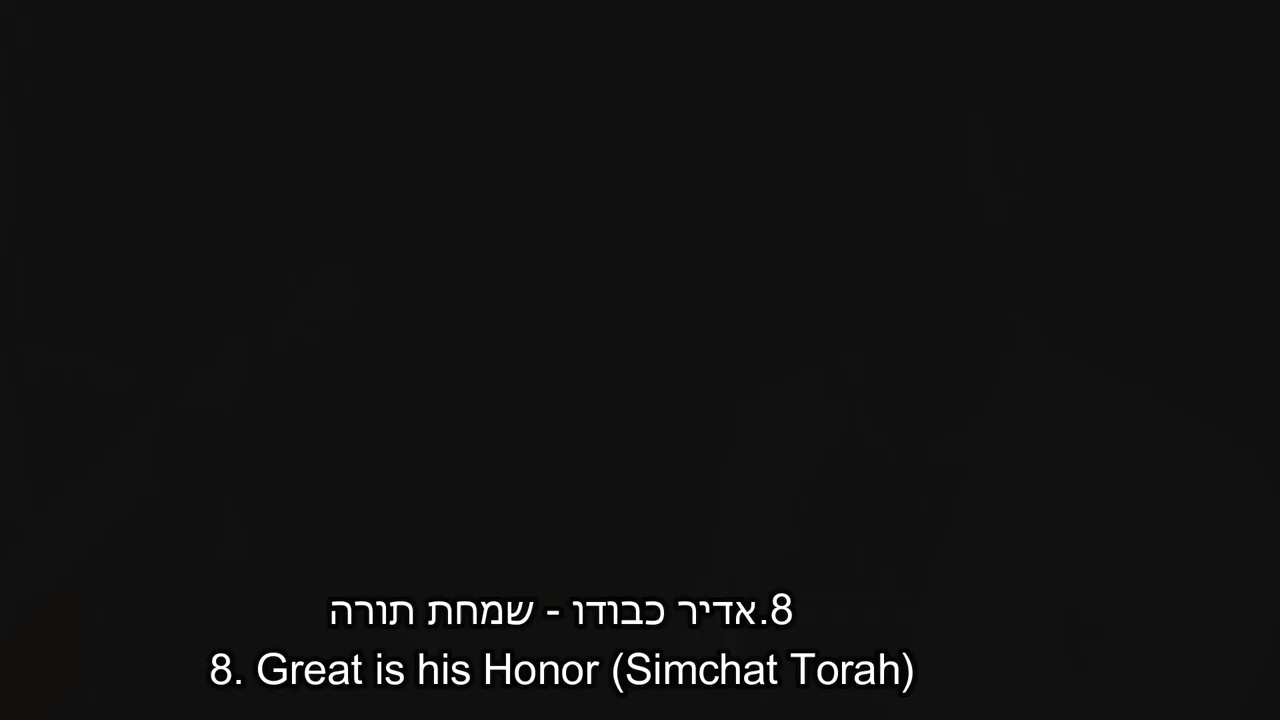 8.אדיר כבודו - שמחת תורה
8. Great is his Honor (Simchat Torah)